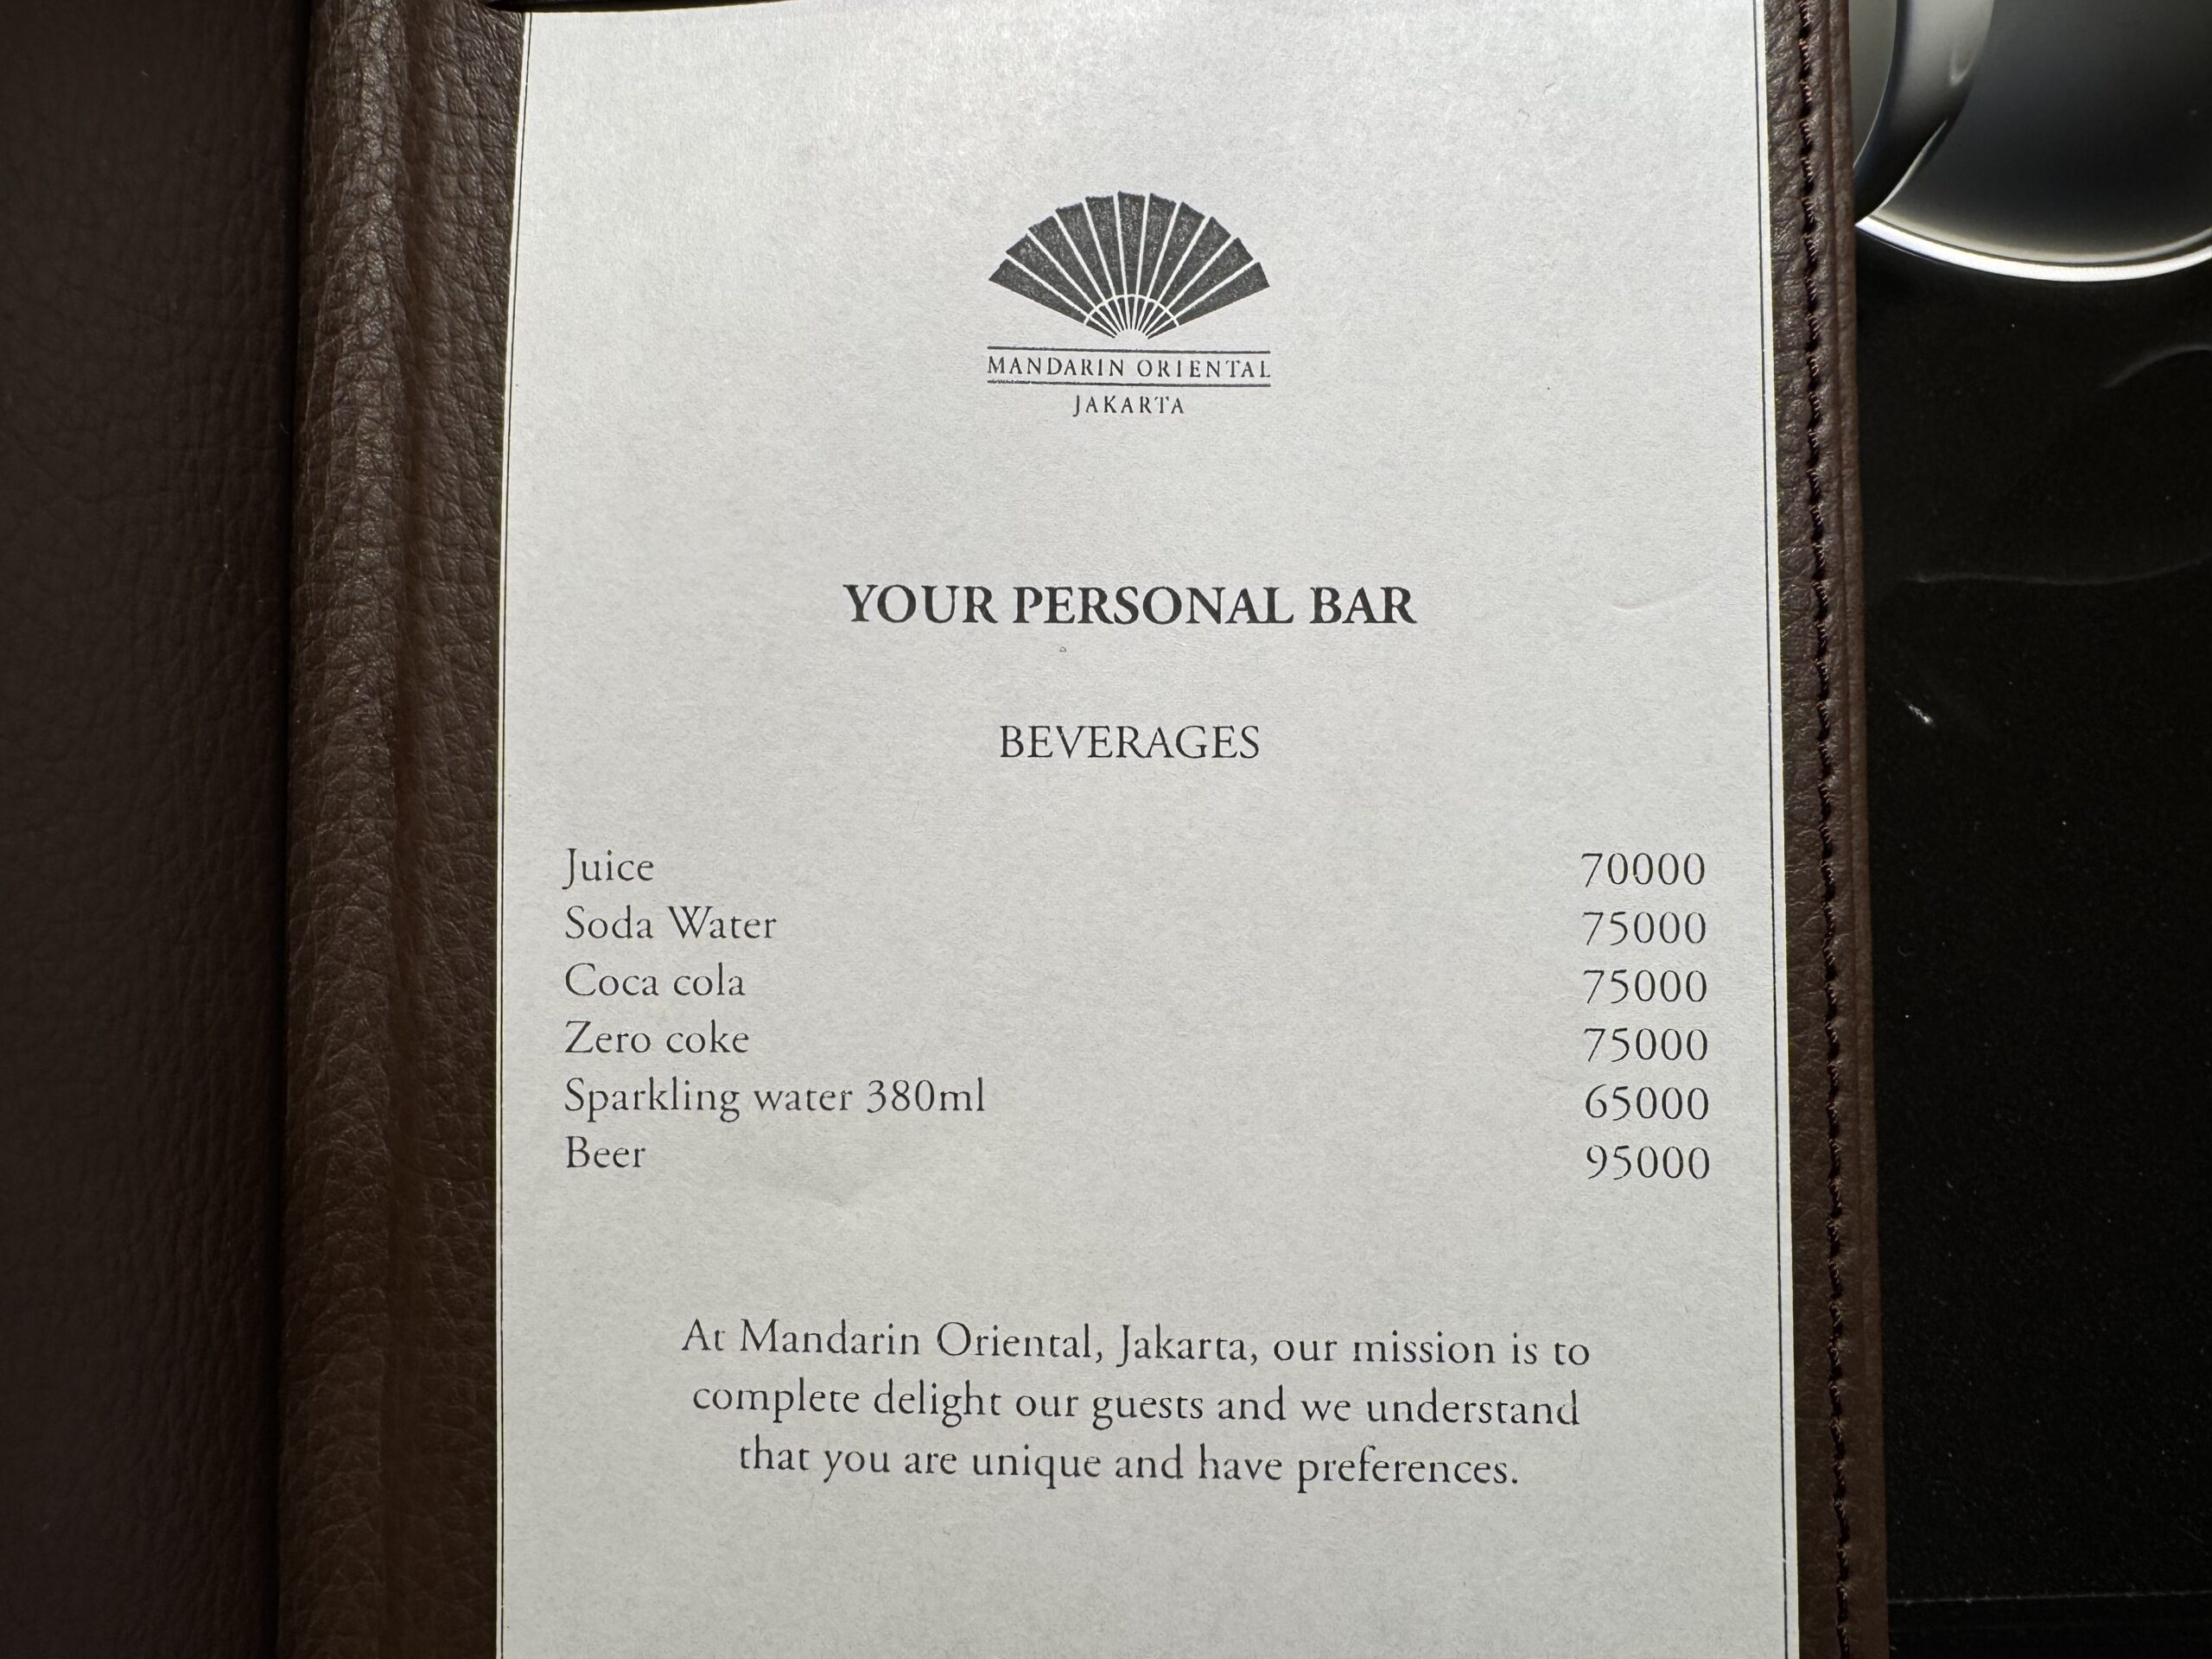 MANDARIN ORIENTAL
JAKARTA
YOUR PERSONAL BAR
BEVERAGES
Juice 70000
Soda Water 75000
Coca cola 75000
Zero coke 75000
Sparkling water 380ml 65000
Beer 95000
At Mandarin Oriental, Jakarta, our mission is to
complete delight our guests and we understand
that you are unique and have preferences.